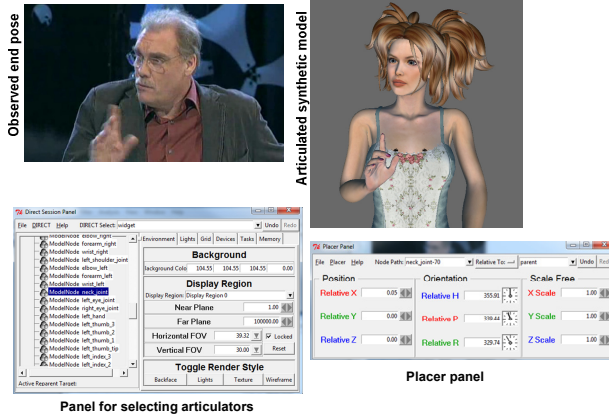 Observed end pose
Articulated synthetic model
Direct Session Panel
File DIRECT Help DIRECT Select: widget Undo Redo
ModelNode elbow_right
ModelNode forearm_right
ModelNode wrist_right
ModelNode left_shoulder_joint
ModelNode elbow_left
ModelNode forearm_left
ModelNode wrist_left
ModelNode neck_joint
ModelNode left_eye_joint
ModelNode right_eye_joint
ModelNode left_hand
ModelNode left_thumb_3
ModelNode left_thumb_2
ModelNode left_thumb_1
ModelNode left_thumb_tip
ModelNode left_index_3
ModelNode left_index_2
Active Reparent Target:
Environment Lights Grid Devices Tasks Memory
Background
Background Colo 104.55 104.55 104.55 0.00
Display Region
Display Region: Display Region 0
Near Plane 1.00
Far Plane 100000.00
Horizontal FOV 39.32 Locked
Vertical FOV 30.00 Reset
Toggle Render Style
Backface Lights Texture Wireframe
Panel for selecting articulators
Placer Panel
File Placer Help Node Path: neck_joint-70 Relative To: parent Undo Red
Position Orientation Scale Free
Relative X 0.05 Relative H 355.91 X Scale 1.00
Relative Y 0.00 Relative P 339.44 Y Scale 1.00
Relative Z 0.00 Relative R 329.74 Z Scale 1.00
Placer panel